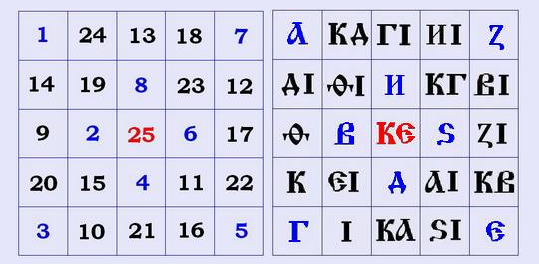 1 24 13 18 7
14 19 8 23 12
9 2 25 6 17
20 15 4 11 22
3 10 21 16 5
А КД ГІ ИІ Ꙁ
ДІ ѲІ И КГ ВІ
Ѳ В КЄ Ѕ ꙀІ
К ЄІ Д АІ КВ
Г І КА ЅІ Є